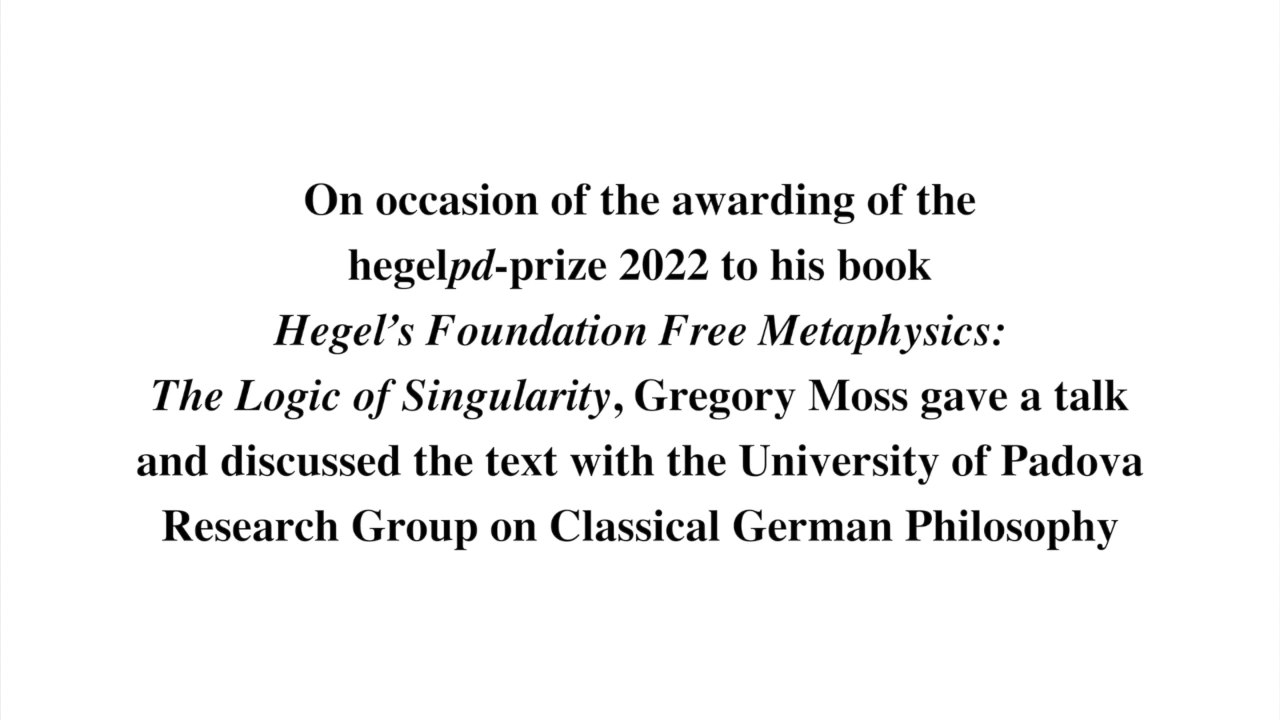 On occasion of the awarding of the
hegelpd-prize 2022 to his book
Hegel’s Foundation Free Metaphysics:
The Logic of Singularity, Gregory Moss gave a talk
and discussed the text with the University of Padova
Research Group on Classical German Philosophy